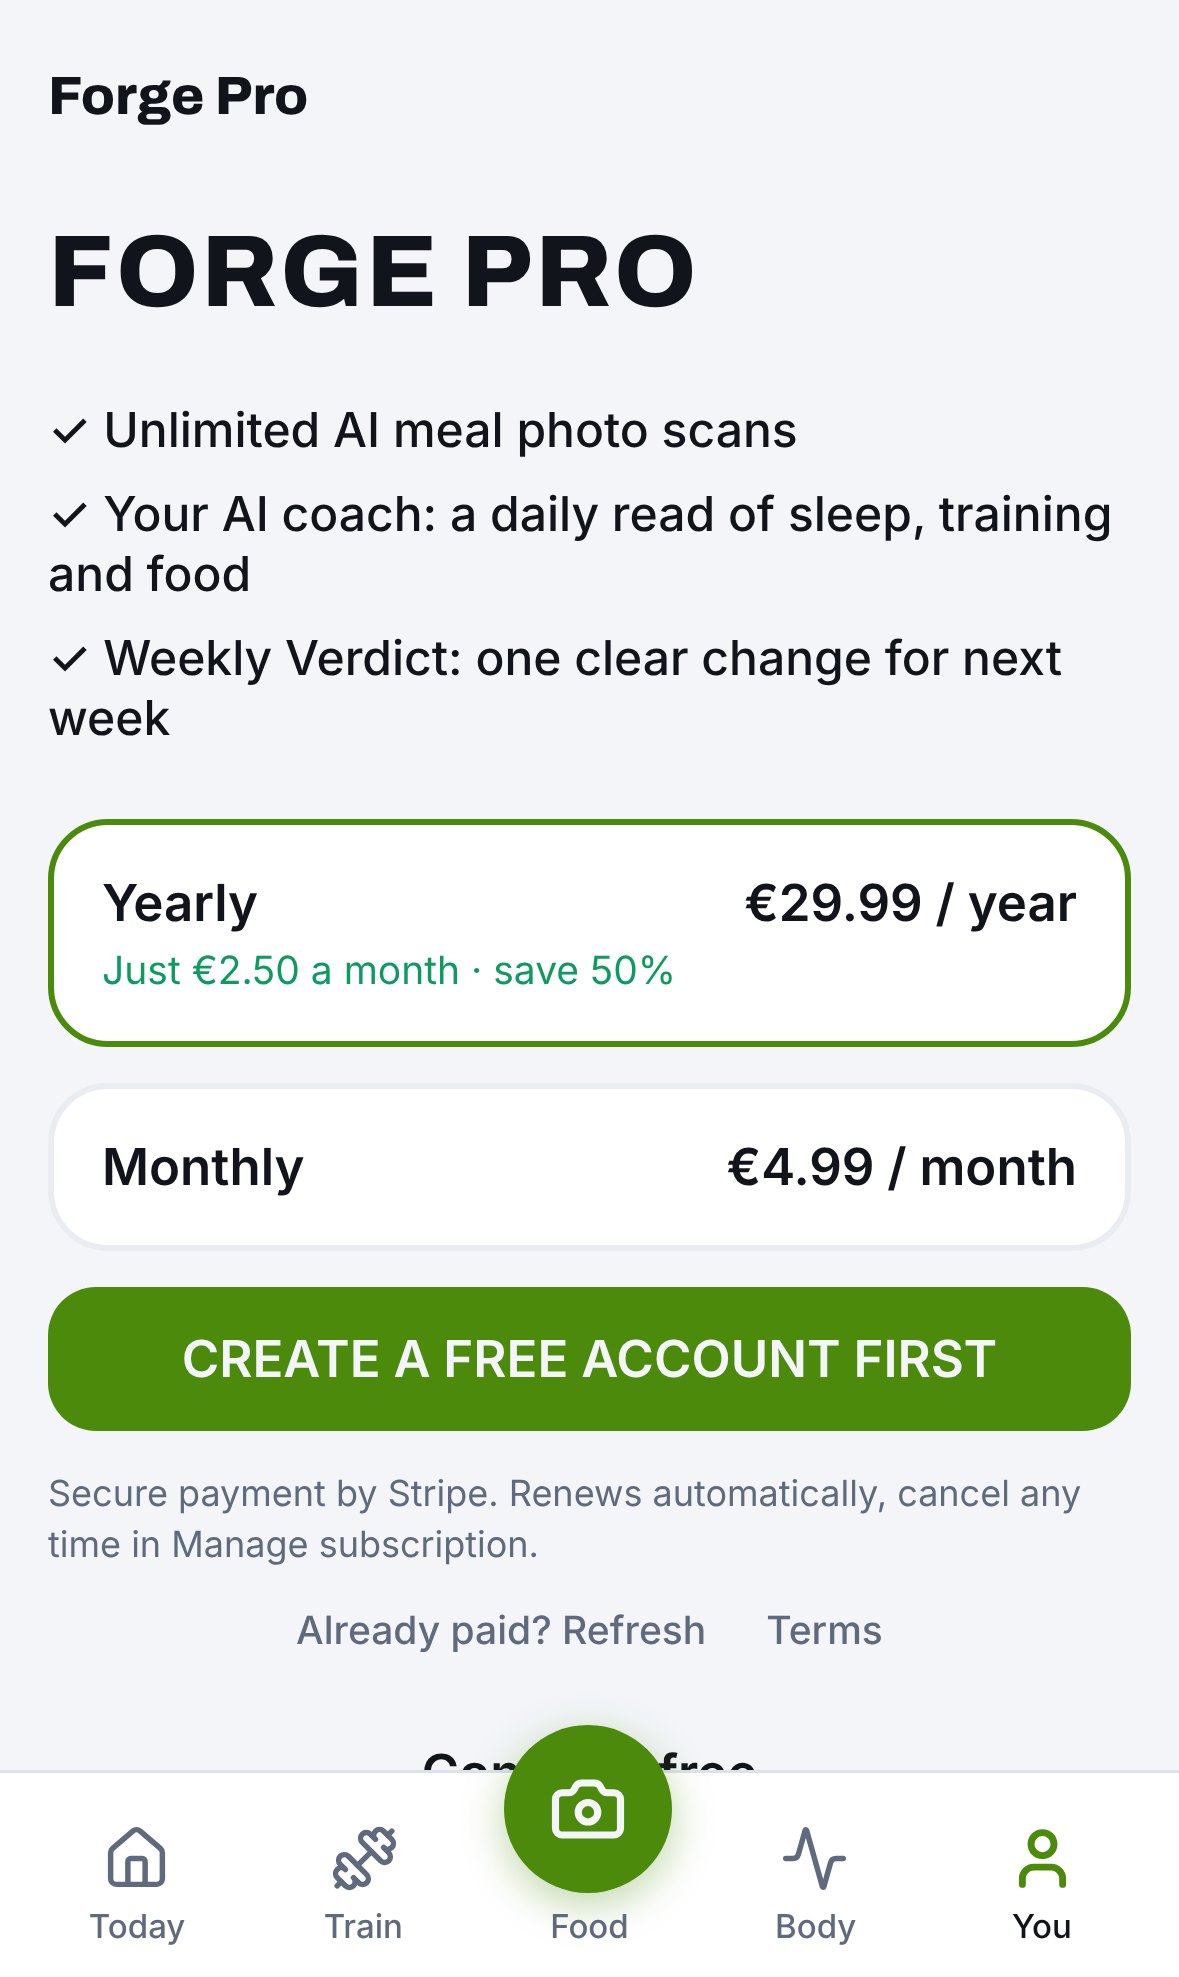 Forge Pro
FORGE PRO
✓ Unlimited AI meal photo scans
✓ Your AI coach: a daily read of sleep, training
and food
✓ Weekly Verdict: one clear change for next
week
Yearly €29.99 / year
Just €2.50 a month · save 50%
Monthly €4.99 / month
CREATE A FREE ACCOUNT FIRST
Secure payment by Stripe. Renews automatically, cancel any
time in Manage subscription.
Already paid? Refresh Terms
free
Today Train Food Body You